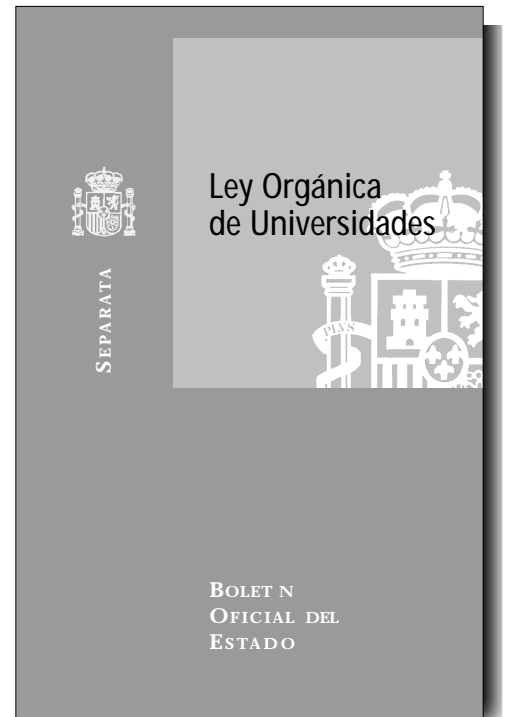 Ley Orgánica
de Universidades
SEPARATA
PLVS
BOLET N
OFICIAL DEL
ESTADO